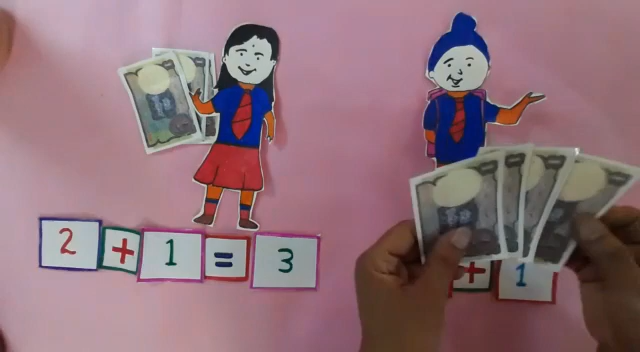 2 + 1 = 3
+ 1